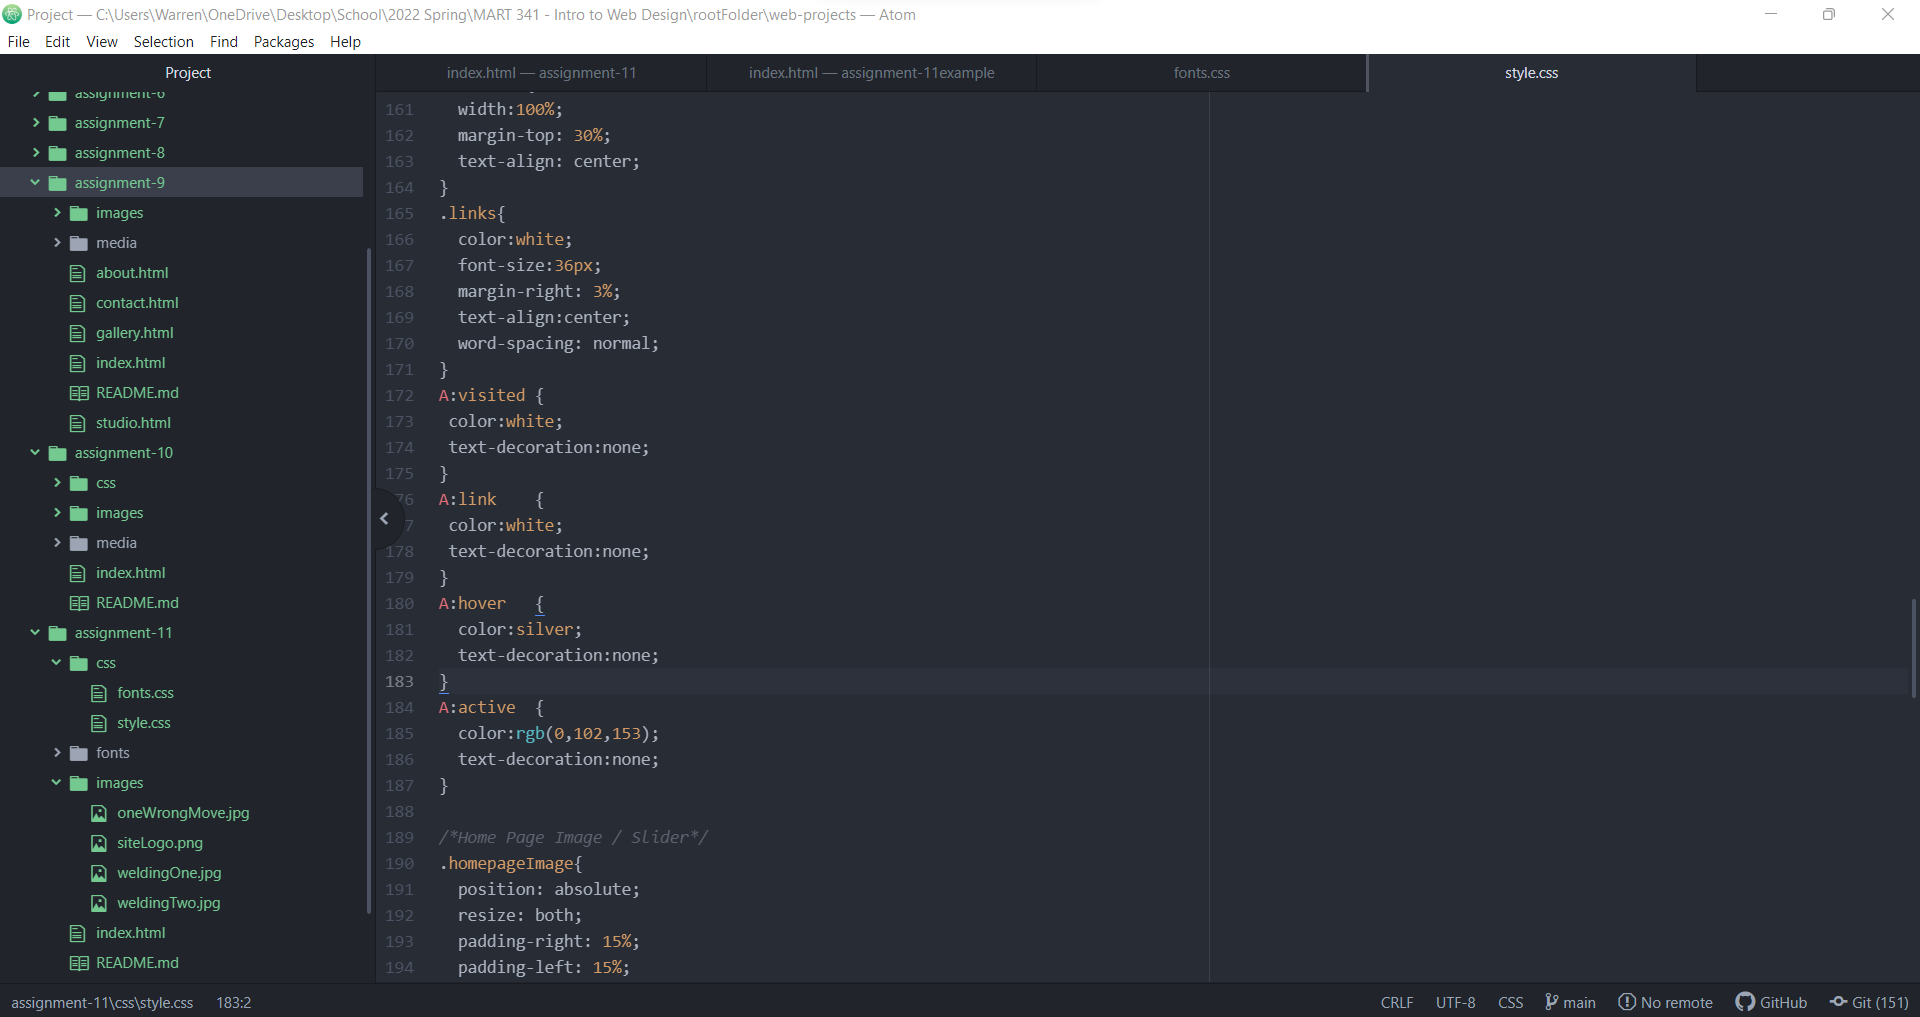 Project — C:\Users\Warren\OneDrive\Desktop\School\2022 Spring\MART 341 - Intro to Web Design\rootFolder\web-projects — Atom
File Edit View Selection Find Packages Help
Project
index.html — assignment-11
index.html — assignment-11example
fonts.css
style.css
assignment-6
assignment-7
assignment-8
assignment-9
images
media
about.html
contact.html
gallery.html
index.html
README.md
studio.html
assignment-10
css
images
media
index.html
README.md
assignment-11
css
fonts.css
style.css
fonts
images
oneWrongMove.jpg
siteLogo.png
weldingOne.jpg
weldingTwo.jpg
index.html
README.md
161 width:100%;
162 margin-top: 30%;
163 text-align: center;
164 }
165 .links{
166 color:white;
167 font-size:36px;
168 margin-right: 3%;
169 text-align:center;
170 word-spacing: normal;
171 }
172 A:visited {
173 color:white;
174 text-decoration:none;
175 }
76 A:link {
7 color:white;
178 text-decoration:none;
179 }
180 A:hover {
181 color:silver;
182 text-decoration:none;
183 }
184 A:active {
185 color:rgb(0,102,153);
186 text-decoration:none;
187 }
188
189 /*Home Page Image / Slider*/
190 .homepageImage{
191 position: absolute;
192 resize: both;
193 padding-right: 15%;
194 padding-left: 15%;
assignment-11\css\style.css 183:2
CRLF UTF-8 CSS main No remote GitHub Git (151)